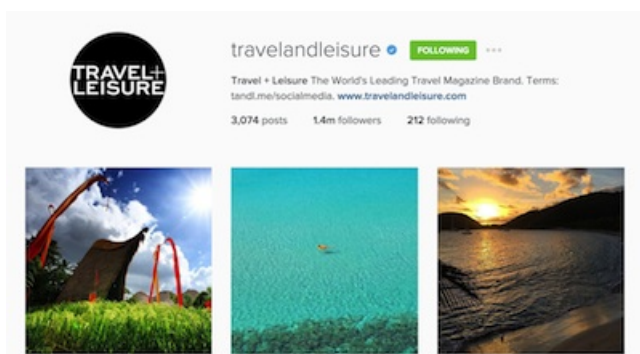 TRAVEL+
LEISURE
travelandleisure
FOLLOWING
Travel + Leisure The World's Leading Travel Magazine Brand. Terms:
tandl.me/socialmedia. www.travelandleisure.com
3,074 posts 1.4m followers 212 following